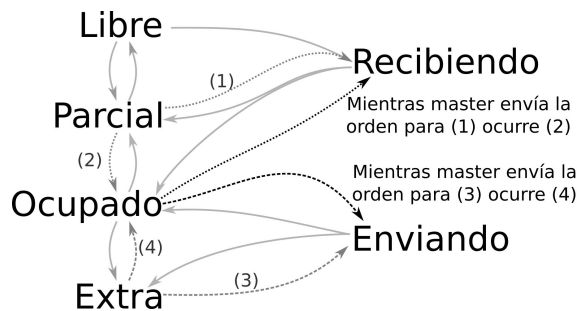 Libre
Recibiendo
(1)
Mientras master envía la
orden para (1) ocurre (2)
Parcial
(2)
Mientras master envía la
orden para (3) ocurre (4)
Ocupado
(4)
Enviando
(3)
Extra